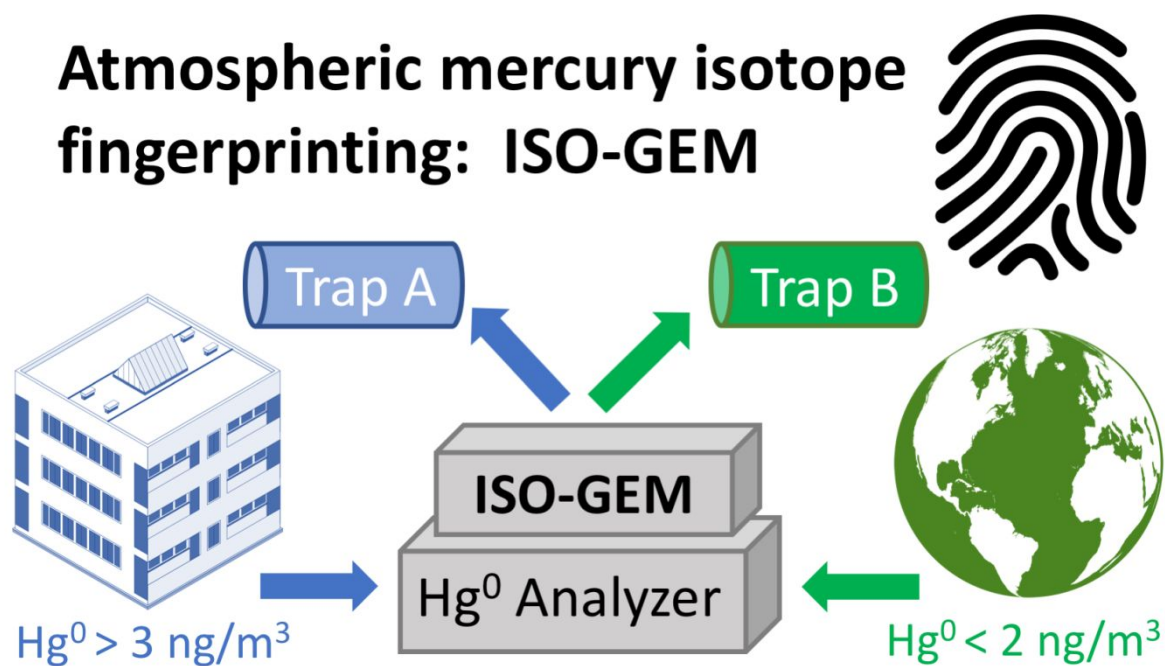 Atmospheric mercury isotope
fingerprinting: ISO-GEM
Trap A
Trap B
ISO-GEM
Hg⁰ Analyzer
Hg⁰ > 3 ng/m³
Hg⁰ < 2 ng/m³